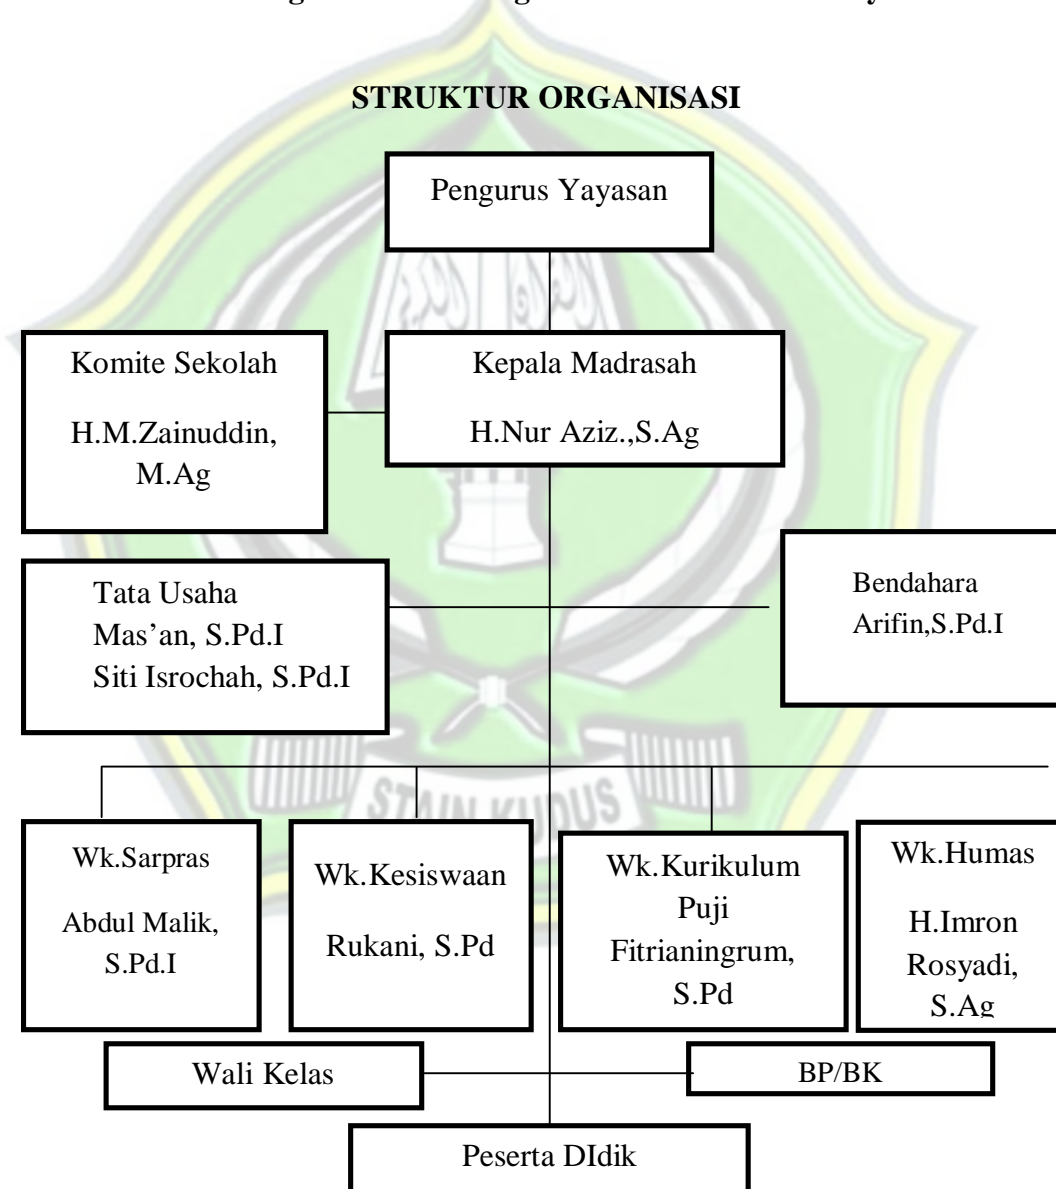 STRUKTUR ORGANISASI
Pengurus Yayasan
Komite Sekolah
H.M.Zainuddin,
M.Ag
Kepala Madrasah
H.Nur Aziz.,S.Ag
Tata Usaha
Mas’an, S.Pd.I
Siti Isrochah, S.Pd.I
Bendahara
Arifin,S.Pd.I
STAIN KUDUS
Wk.Sarpras
Abdul Malik,
S.Pd.I
Wk.Kesiswaan
Rukani, S.Pd
Wk.Kurikulum
Puji
Fitrianingrum,
S.Pd
Wk.Humas
H.Imron
Rosyadi,
S.Ag
Wali Kelas
BP/BK
Peserta DIdik